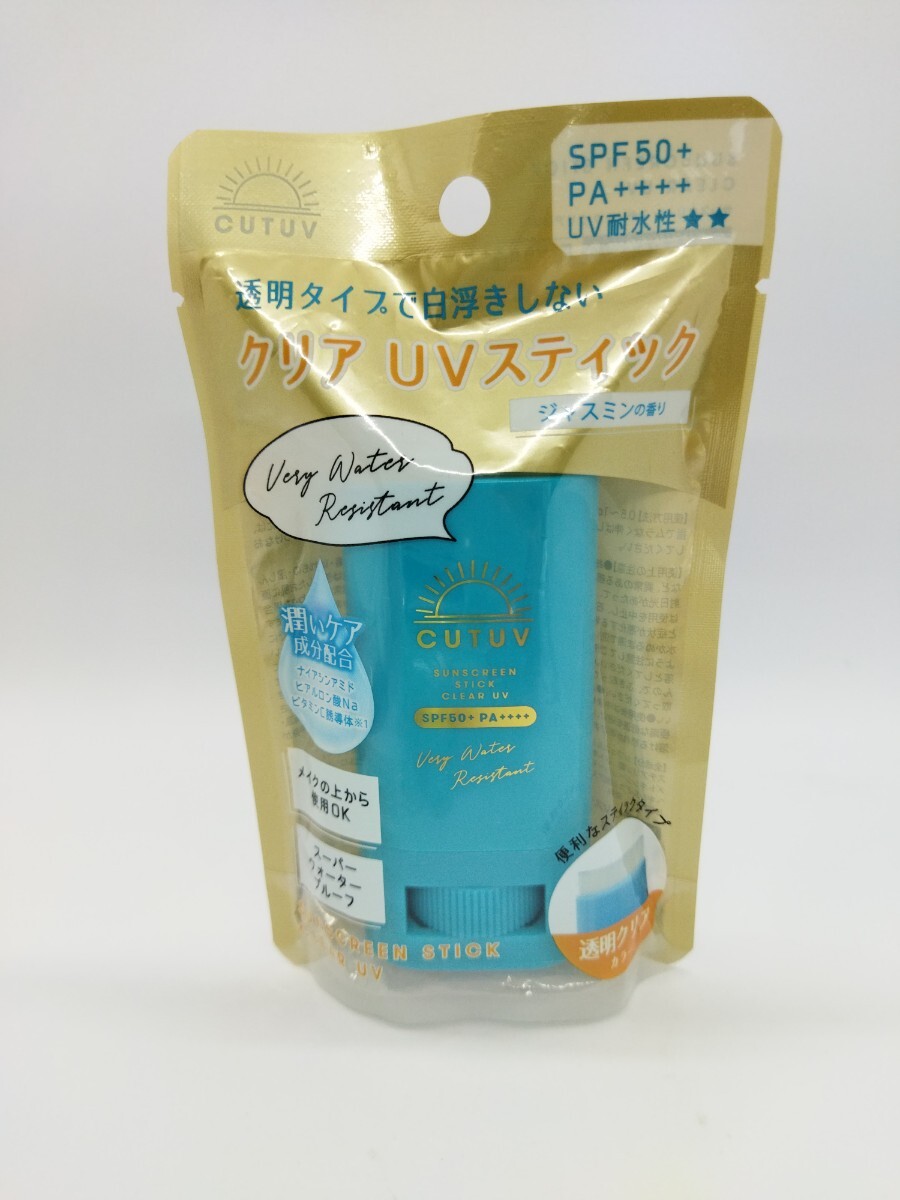 CUTUV
SPF50+
PA++++
UV耐水性★★
透明タイプで白浮きしない
クリア UVスティック
ジャスミンの香り
Very Water
Resistant
CUTUV
SUNSCREEN
STICK
CLEAR UV
SPF50+ PA++++
Very Water
Resistant
潤いケア
成分配合
ナイアシンアミド
ヒアルロン酸Na
ビタミンC誘導体※1
メイクの上から
使用OK
スーパー
ウォーター
プルーフ
便利なスティックタイプ
透明クリア
SCREEN STICK
UV